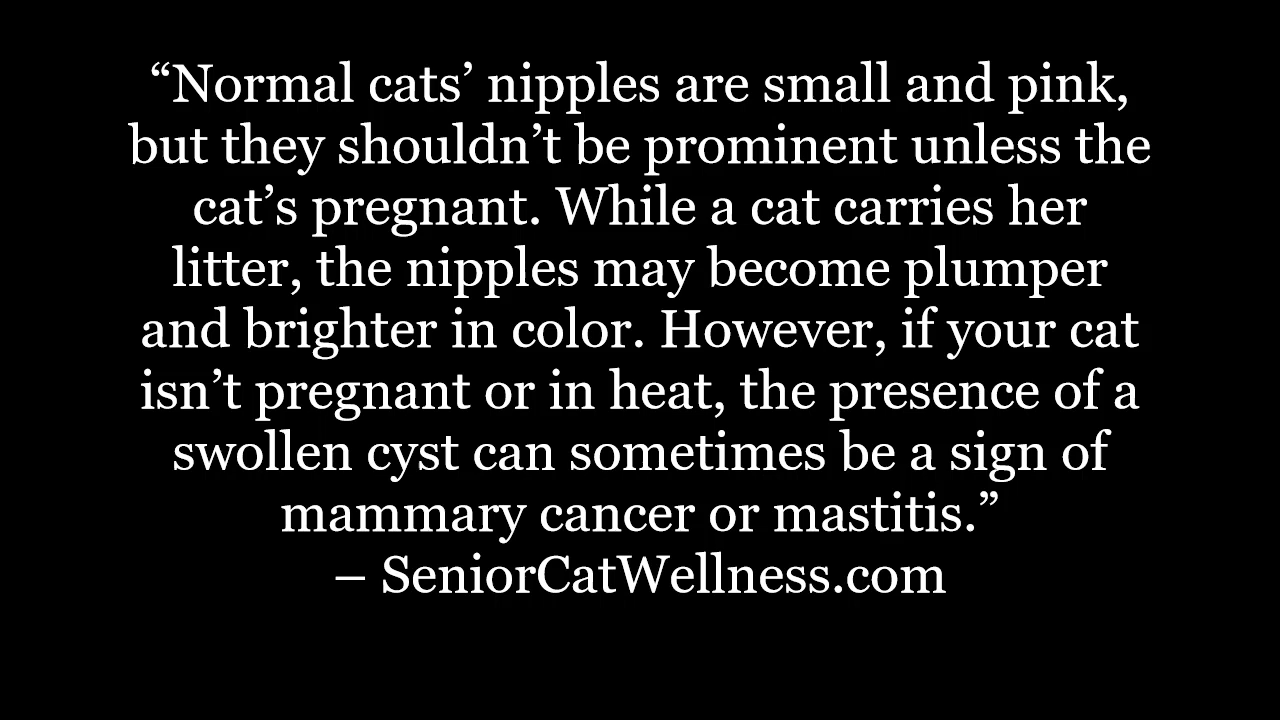 “Normal cats’ nipples are small and pink,
but they shouldn’t be prominent unless the
cat’s pregnant. While a cat carries her
litter, the nipples may become plumper
and brighter in color. However, if your cat
isn’t pregnant or in heat, the presence of a
swollen cyst can sometimes be a sign of
mammary cancer or mastitis.”
– SeniorCatWellness.com